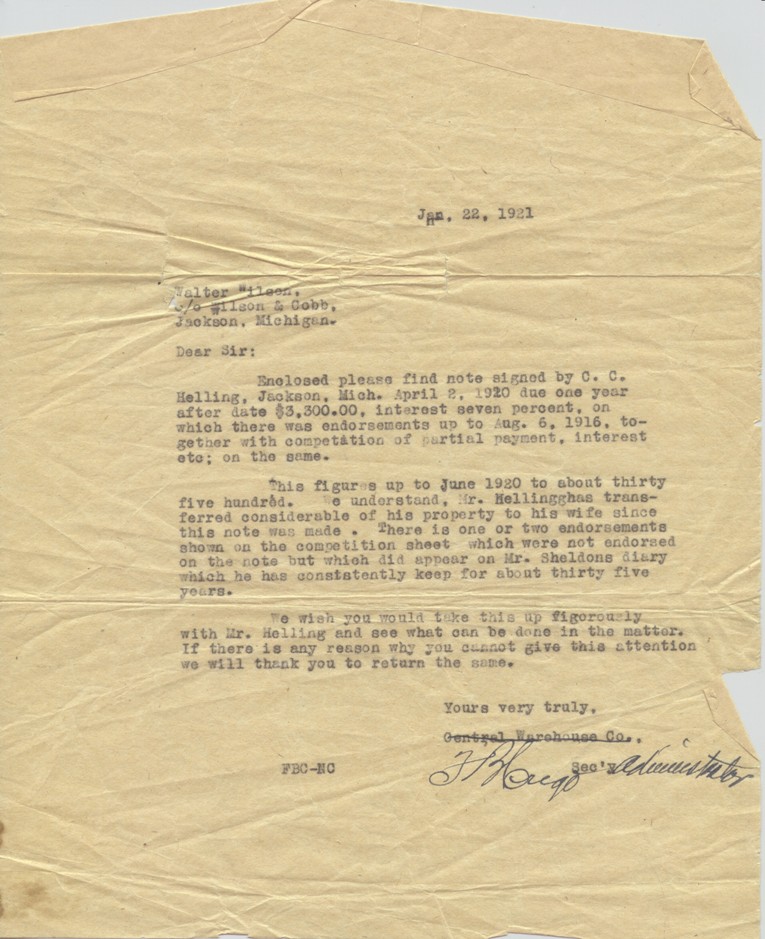 Jan. 22, 1921
Walter Wilson,
c/o Wilson & Cobb,
Jackson, Michigan.
Dear Sir:
Enclosed please find note signed by C. C.
Helling, Jackson, Mich. April 2, 1920 due one year
after date $3,300.00, interest seven percent, on
which there was endorsements up to Aug. 6, 1916, to-
gether with competation of partial payment, interest
etc; on the same.
This figures up to June 1920 to about thirty
five hundred. We understand, Mr. Hellingghas trans-
ferred considerable of his property to his wife since
this note was made . There is one or two endorsements
shown on the competition sheet which were not endorsed
on the note but which did appear on Mr. Sheldons diary
which he has consistently keep for about thirty five
years.
We wish you would take this up figorously
with Mr. Helling and see what can be done in the matter.
If there is any reason why you cannot give this attention
we will thank you to return the same.
Yours very truly,
Central Warehouse Co.,
FBC-NC Sec'y administrator